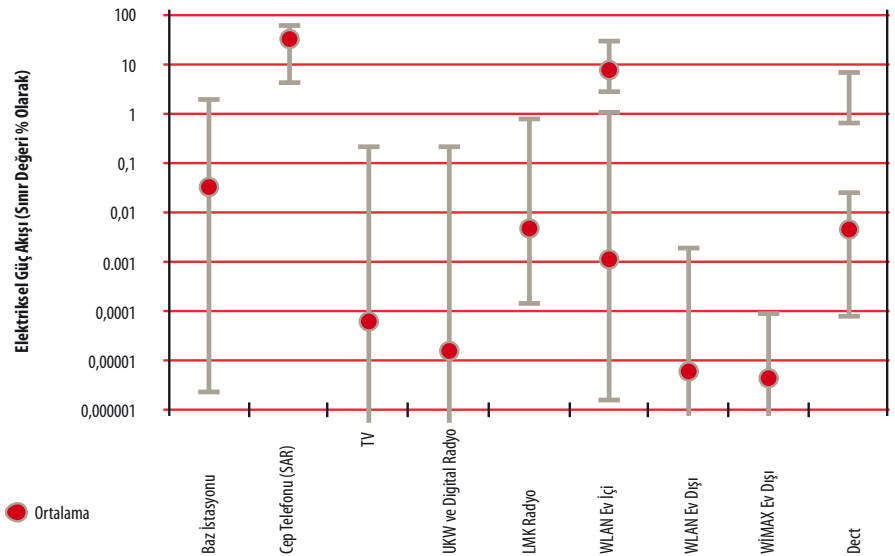 Elektriksel Güç Akışı (Sınır Değeri % Olarak)
100
10
1
0,1
0,01
0.001
0,0001
0,00001
0,000001
Baz İstasyonu
Cep Telefonu (SAR)
TV
UKW ve Digital Radyo
LMK Radyo
WLAN Ev İçi
WLAN Ev Dışı
WİMAX Ev Dışı
Dect
Ortalama